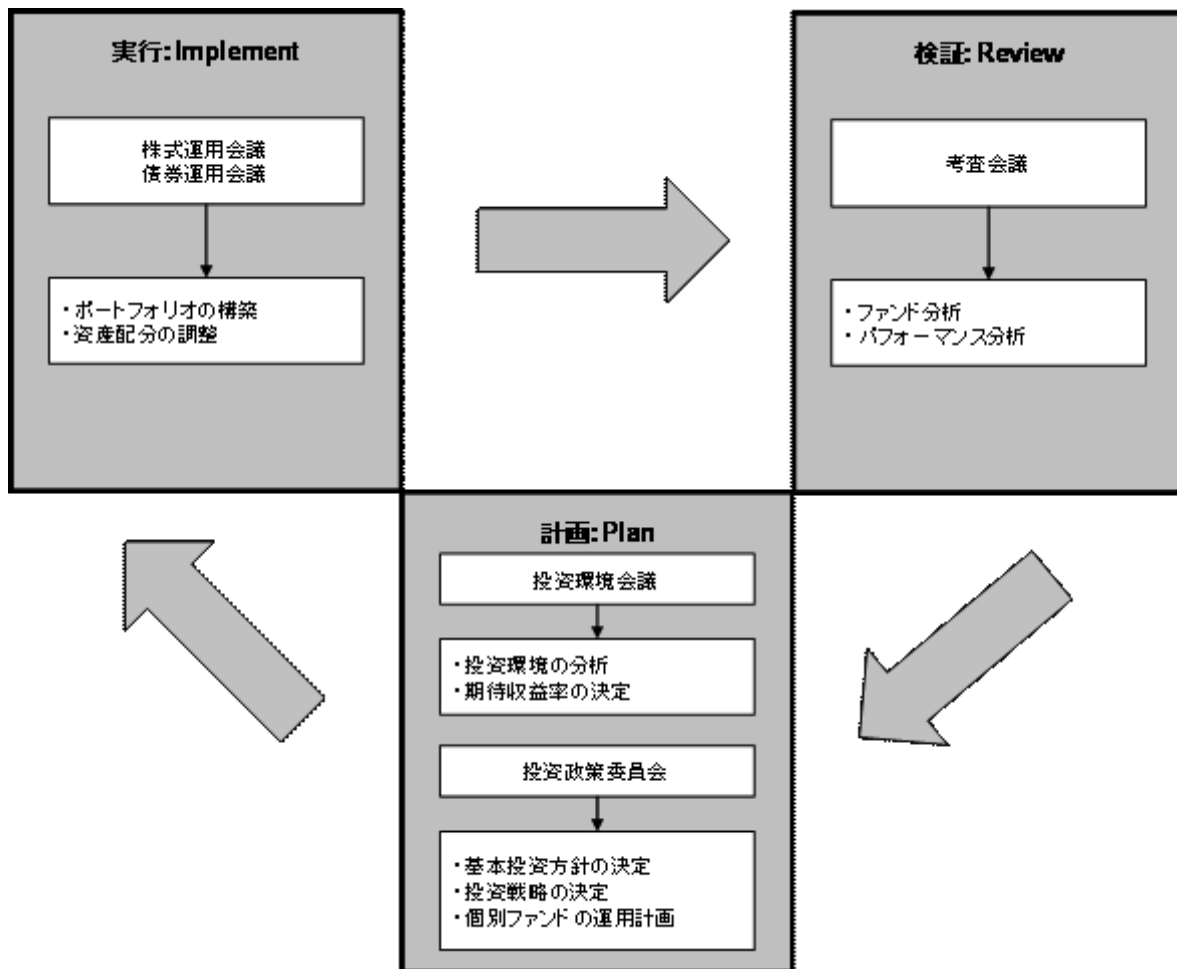 実行: Implement
株式運用会議
債券運用会議
・ポートフォリオの構築
・資産配分の調整
検証: Review
考査会議
・ファンド分析
・パフォーマンス分析
計画: Plan
投資環境会議
・投資環境の分析
・期待収益率の決定
投資政策委員会
・基本投資方針の決定
・投資戦略の決定
・個別ファンドの運用計画